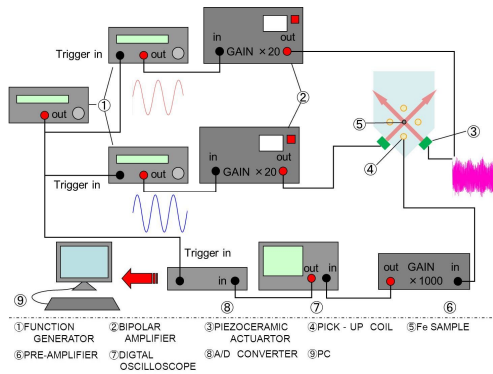 Trigger in
out
in
out
GAIN ×20
①
out
②
⑤
③
④
out
Trigger in
in
out
GAIN ×20
Trigger in
in
out
in
out
GAIN
in
×1000
⑨
⑧
⑦
⑥
①FUNCTION GENERATOR
②BIPOLAR AMPLIFIER
③PIEZOCERAMIC ACTUARTOR
④PICK - UP COIL
⑤Fe SAMPLE
⑥PRE-AMPLIFIER
⑦DIGTAL OSCILLOSCOPE
⑧A/D CONVERTER
⑨PC